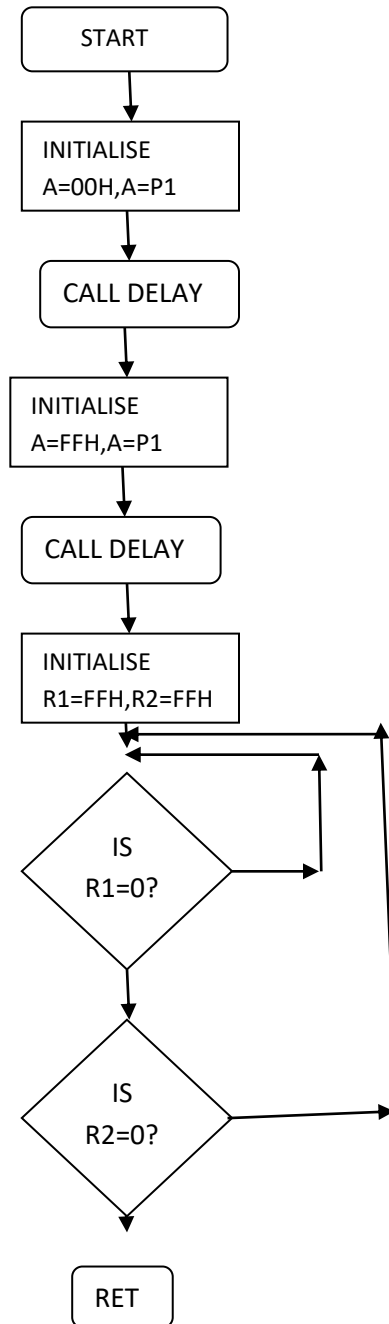 START
INITIALISE
A=00H,A=P1
CALL DELAY
INITIALISE
A=FFH,A=P1
CALL DELAY
INITIALISE
R1=FFH,R2=FFH
IS
R1=0?
IS
R2=0?
RET